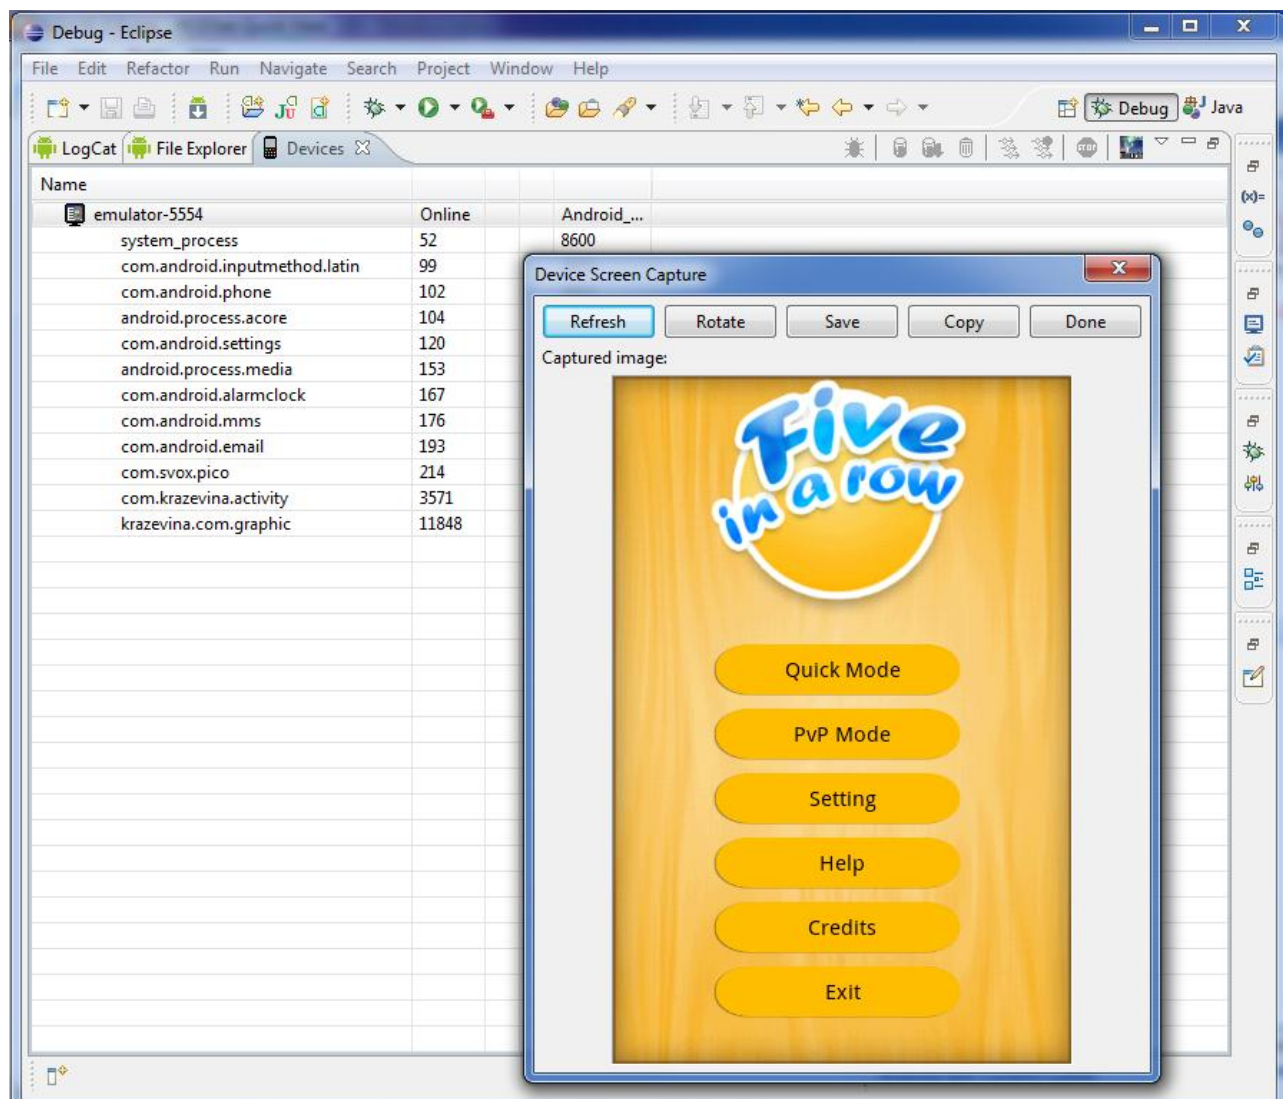 Debug - Eclipse
File Edit Refactor Run Navigate Search Project Window Help
Debug Java
LogCat File Explorer Devices
Name
emulator-5554 Online Android_...
system_process 52 8600
com.android.inputmethod.latin 99
com.android.phone 102
android.process.acore 104
com.android.settings 120
android.process.media 153
com.android.alarmclock 167
com.android.mms 176
com.android.email 193
com.svox.pico 214
com.krazevina.activity 3571
krazevina.com.graphic 11848
Device Screen Capture
Refresh Rotate Save Copy Done
Captured image:
Five
in a row
Quick Mode
PvP Mode
Setting
Help
Credits
Exit